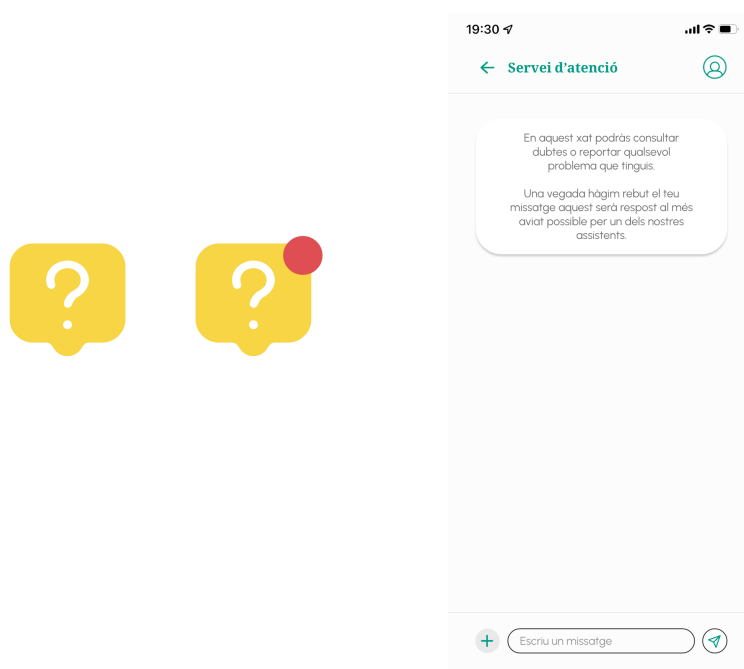 19:30
Servei d'atenció
En aquest xat podràs consultar
dubtes o reportar qualsevol
problema que tinguis.
Una vegada hàgim rebut el teu
missatge aquest serà respost al més
aviat possible per un dels nostres
assistents.
Escriu un missatge
? ?